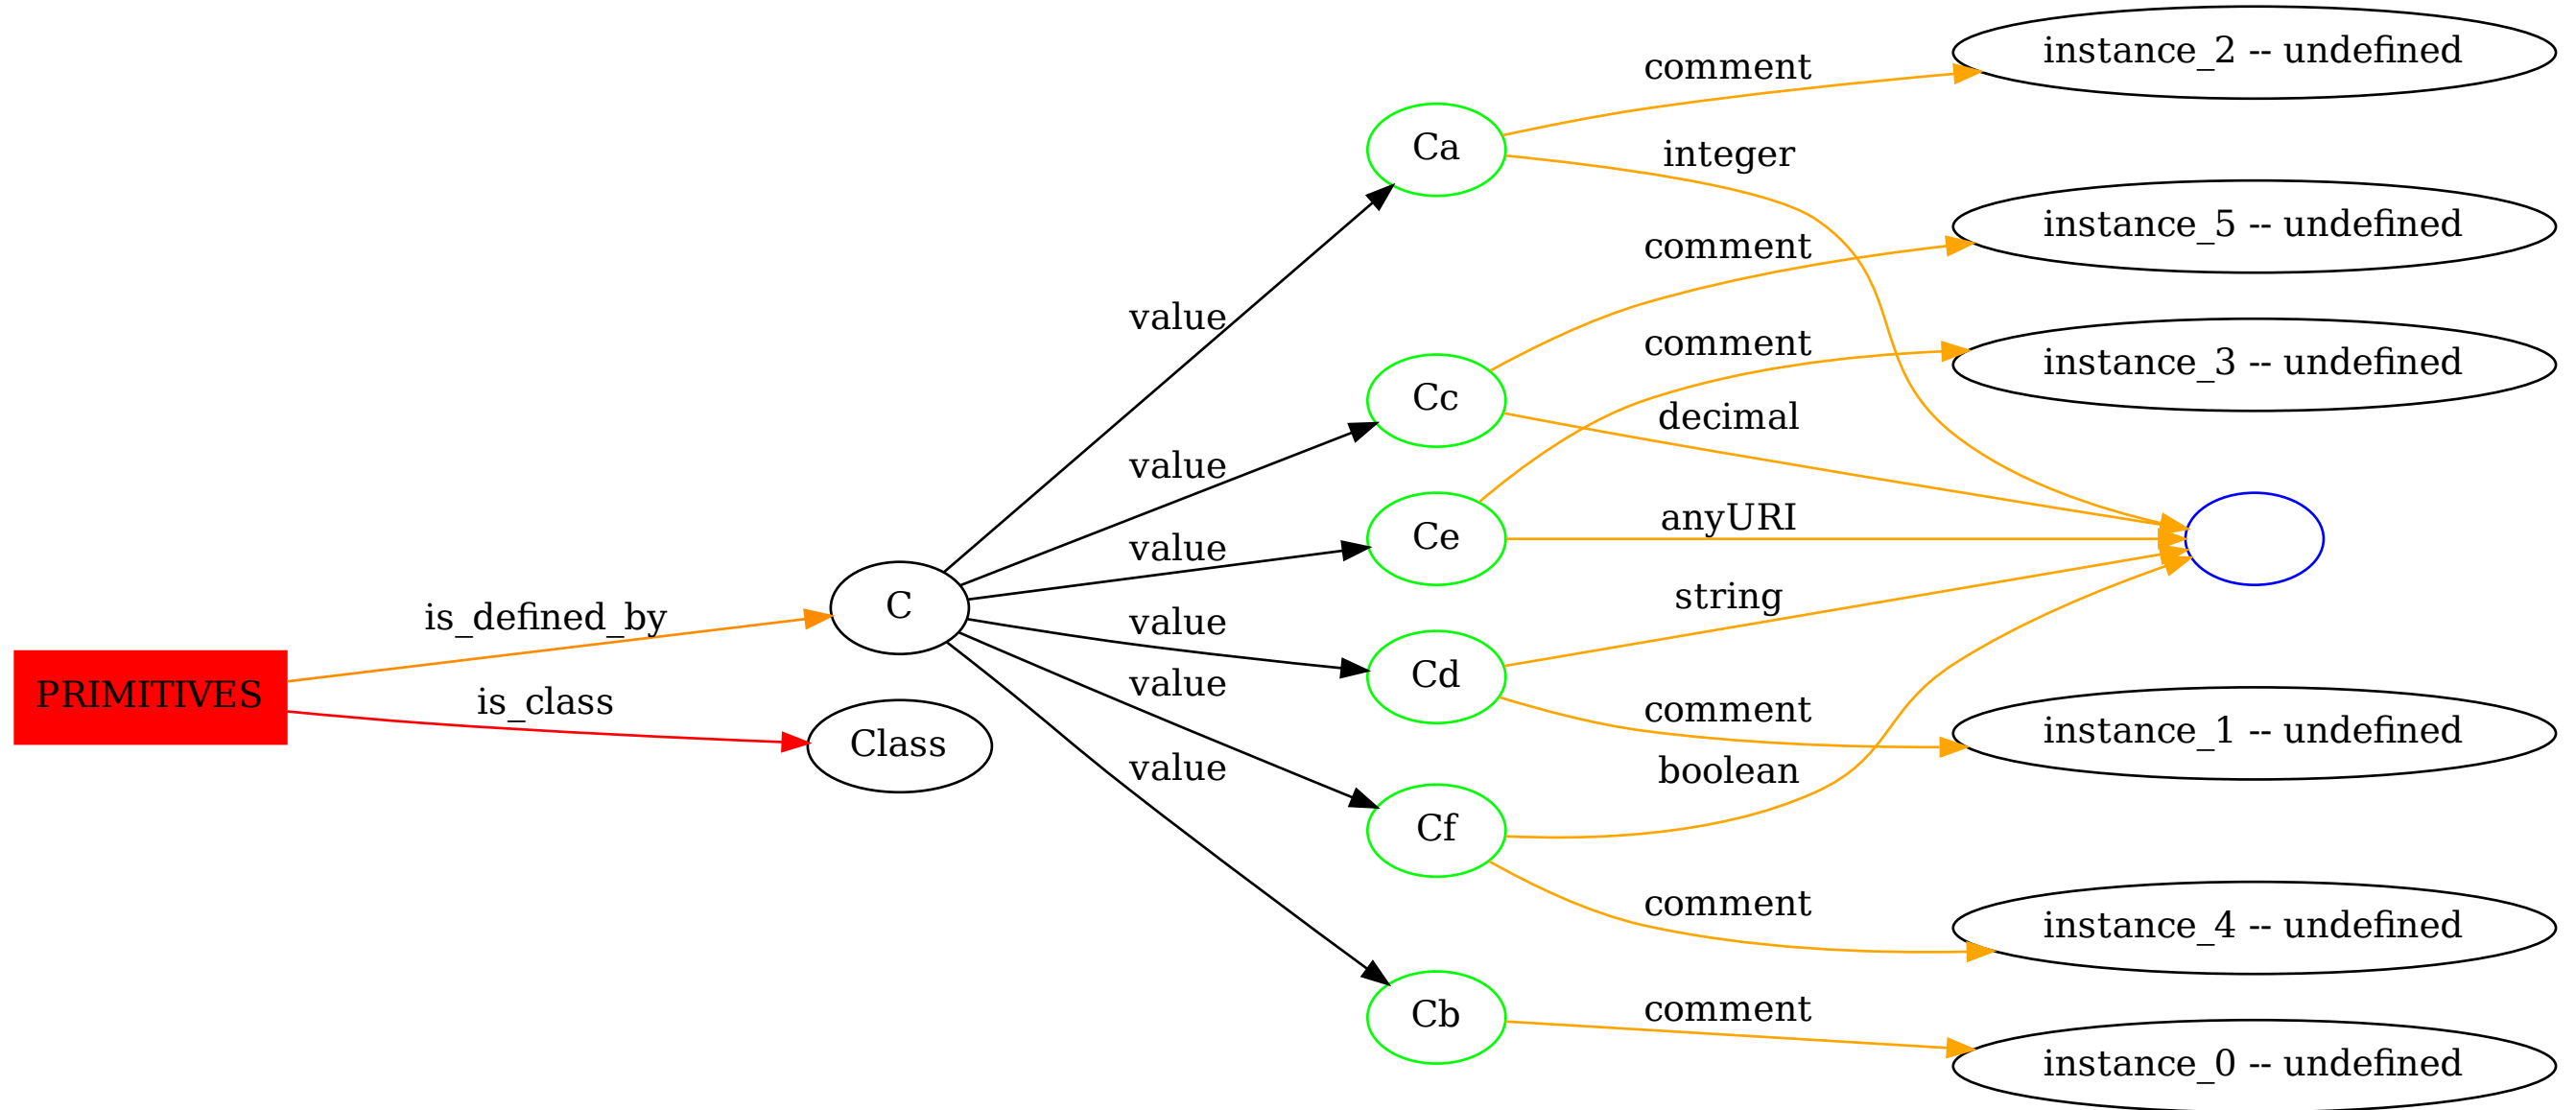 PRIMITIVES
is_defined_by
is_class
C
Class
value
value
value
value
value
value
Ca
Cc
Ce
Cd
Cf
Cb
comment
integer
comment
comment
decimal
anyURI
string
comment
boolean
comment
comment
instance_2 -- undefined
instance_5 -- undefined
instance_3 -- undefined
instance_1 -- undefined
instance_4 -- undefined
instance_0 -- undefined